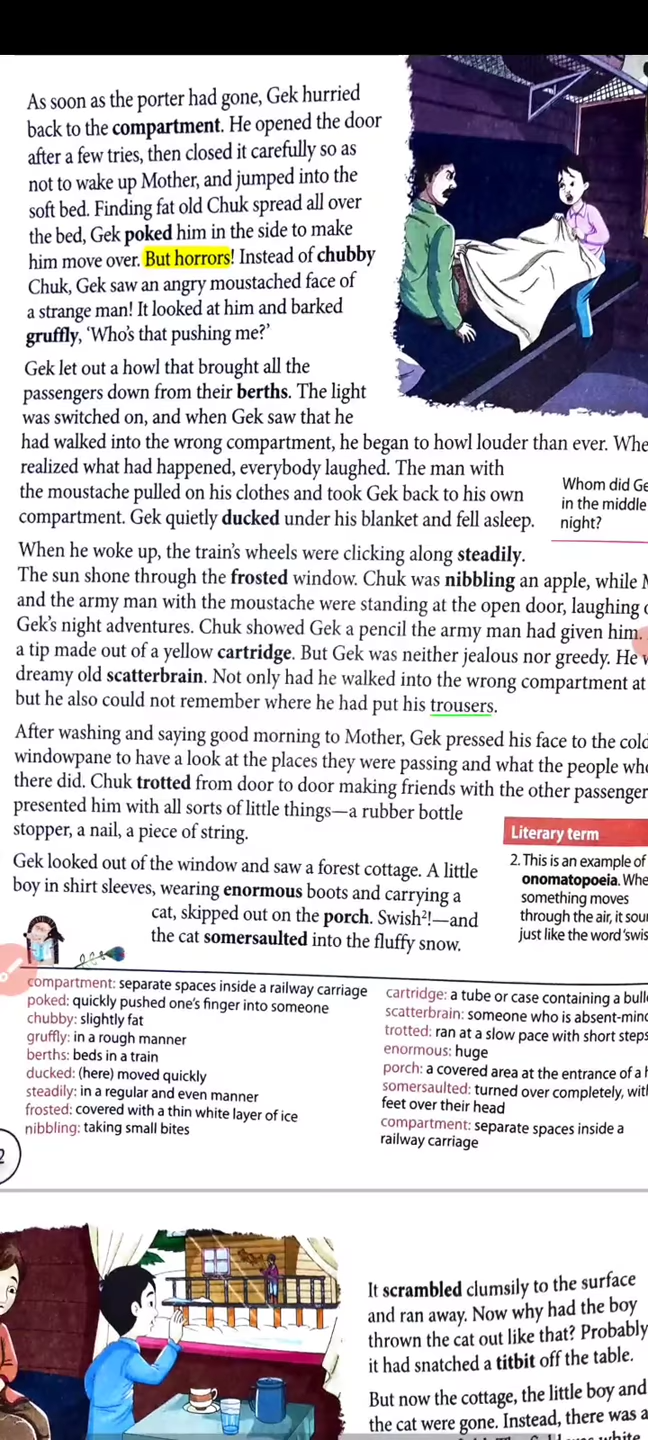 As soon as the porter had gone, Gek hurried
back to the compartment. He opened the door
after a few tries, then closed it carefully so as
not to wake up Mother, and jumped into the
soft bed. Finding fat old Chuk spread all over
the bed, Gek poked him in the side to make
him move over. But horrors! Instead of chubby
Chuk, Gek saw an angry moustached face of
a strange man! It looked at him and barked
gruffly, ‘Who’s that pushing me?’
Gek let out a howl that brought all the
passengers down from their berths. The light
was switched on, and when Gek saw that he
had walked into the wrong compartment, he began to howl louder than ever.
realized what had happened, everybody laughed. The man with
the moustache pulled on his clothes and took Gek back to his own
compartment. Gek quietly ducked under his blanket and fell asleep.
Whom did
in the middle
night?
When he woke up, the train’s wheels were clicking along steadily.
The sun shone through the frosted window. Chuk was nibbling an apple, while
and the army man with the moustache were standing at the open door, laughing
Gek’s night adventures. Chuk showed Gek a pencil the army man had given him.
a tip made out of a yellow cartridge. But Gek was neither jealous nor greedy. He
dreamy old scatterbrain. Not only had he walked into the wrong compartment at
but he also could not remember where he had put his trousers.
After washing and saying good morning to Mother, Gek pressed his face to the cold
windowpane to have a look at the places they were passing and what the people
there did. Chuk trotted from door to door making friends with the other passenger
presented him with all sorts of little things—a rubber bottle
stopper, a nail, a piece of string.
Gek looked out of the window and saw a forest cottage. A little
boy in shirt sleeves, wearing enormous boots and carrying a
cat, skipped out on the porch. Swish²!—and
the cat somersaulted into the fluffy snow.
Literary term
2. This is an example of
onomatopoeia.
something moves
through the air, it
just like the word ‘swis
compartment: separate spaces inside a railway carriage
poked: quickly pushed one’s finger into someone
chubby: slightly fat
gruffly: in a rough manner
berths: beds in a train
ducked: (here) moved quickly
steadily: in a regular and even manner
frosted: covered with a thin white layer of ice
nibbling: taking small bites
cartridge: a tube or case containing a
scatterbrain: someone who is
trotted: ran at a slow pace with short steps
enormous: huge
porch: a covered area at the entrance of a
somersaulted: turned over completely,
feet over their head
compartment: separate spaces inside a
railway carriage
2
It scrambled clumsily to the surface
and ran away. Now why had the boy
thrown the cat out like that? Probably
it had snatched a titbit off the table.
But now the cottage, the little boy and
the cat were gone. Instead, there was a